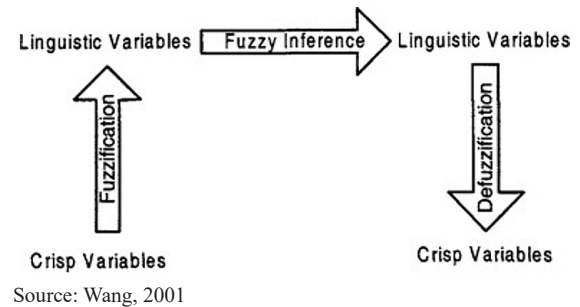 Linguistic Variables Fuzzy Inference Linguistic Variables
Fuzzification
Defuzzification
Crisp Variables Crisp Variables
Source: Wang, 2001